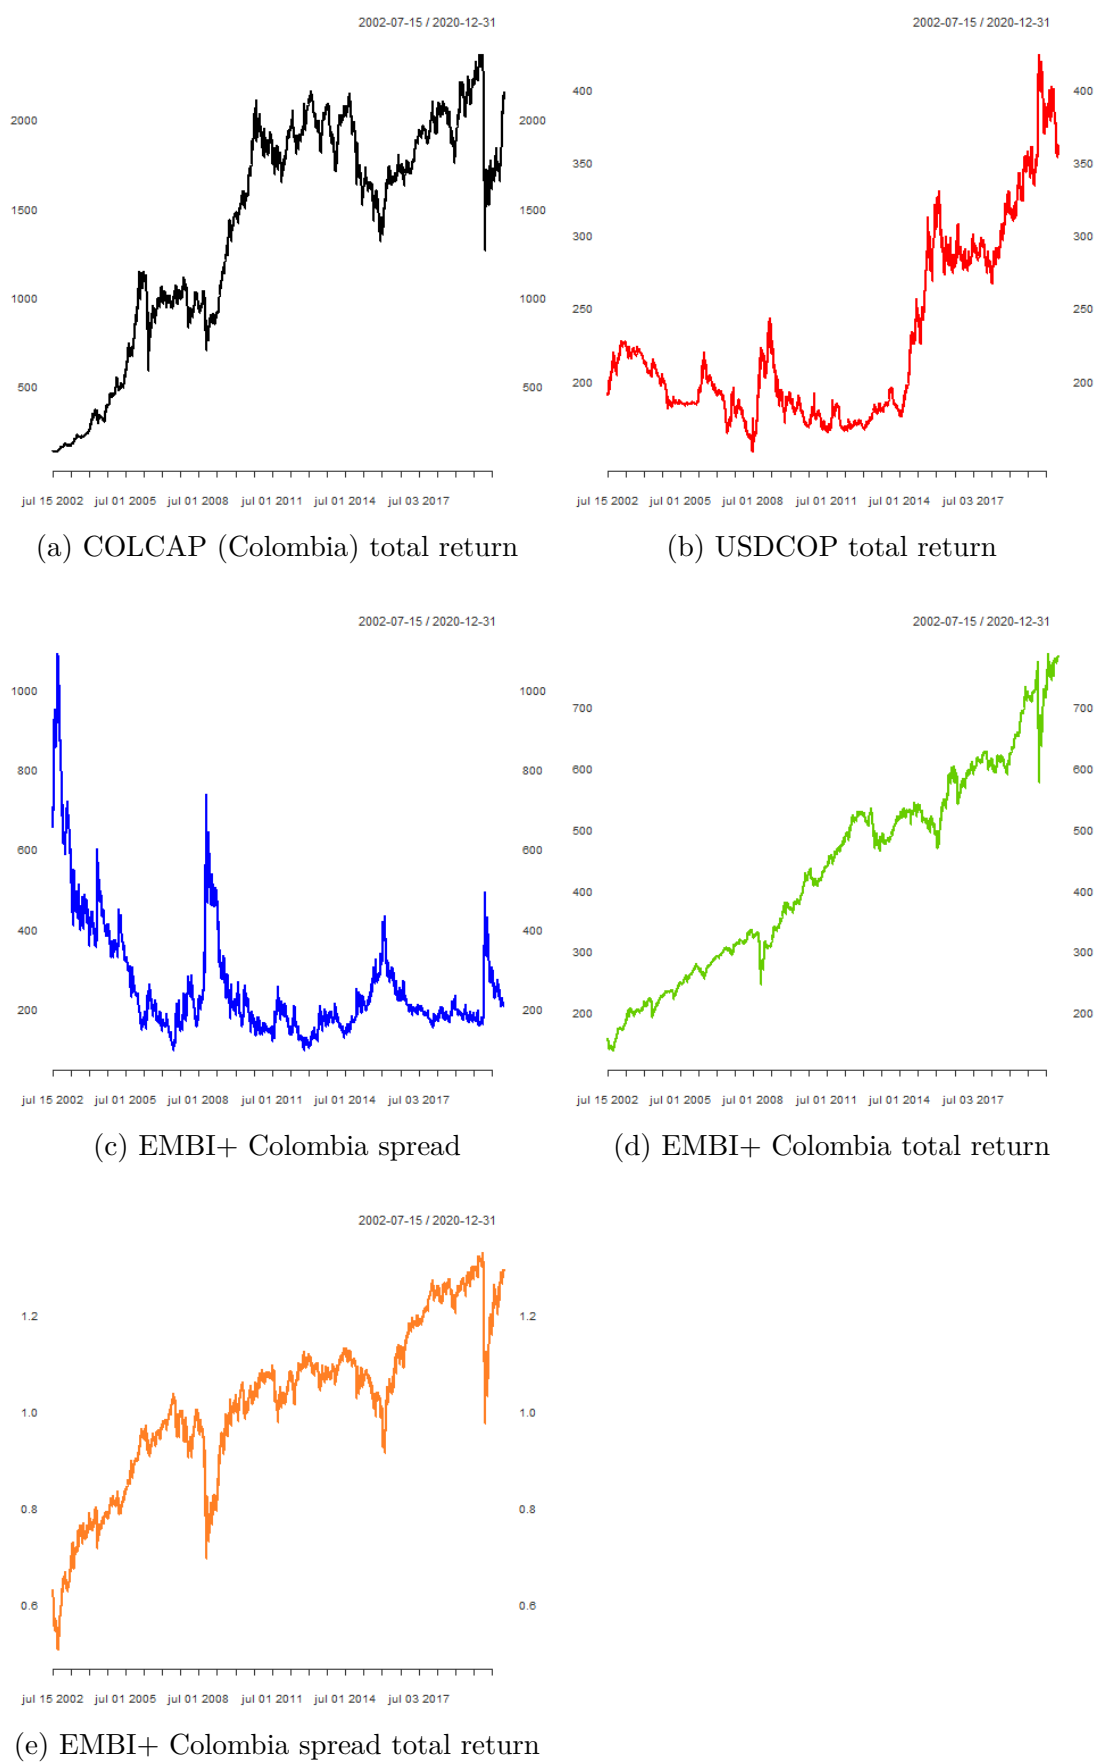 2002-07-15 / 2020-12-31
2000 2000
1500 1500
1000 1000
500 500
jul 15 2002 jul 01 2005 jul 01 2008 jul 01 2011 jul 01 2014 jul 03 2017
(a) COLCAP (Colombia) total return
2002-07-15 / 2020-12-31
400 400
350 350
300 300
250 250
200 200
jul 15 2002 jul 01 2005 jul 01 2008 jul 01 2011 jul 01 2014 jul 03 2017
(b) USDCOP total return
2002-07-15 / 2020-12-31
1000 1000
800 800
600 600
400 400
200 200
jul 15 2002 jul 01 2005 jul 01 2008 jul 01 2011 jul 01 2014 jul 03 2017
(c) EMBI+ Colombia spread
2002-07-15 / 2020-12-31
700 700
600 600
500 500
400 400
300 300
200 200
jul 15 2002 jul 01 2005 jul 01 2008 jul 01 2011 jul 01 2014 jul 03 2017
(d) EMBI+ Colombia total return
2002-07-15 / 2020-12-31
1.2 1.2
1.0 1.0
0.8 0.8
0.6 0.6
jul 15 2002 jul 01 2005 jul 01 2008 jul 01 2011 jul 01 2014 jul 03 2017
(e) EMBI+ Colombia spread total return